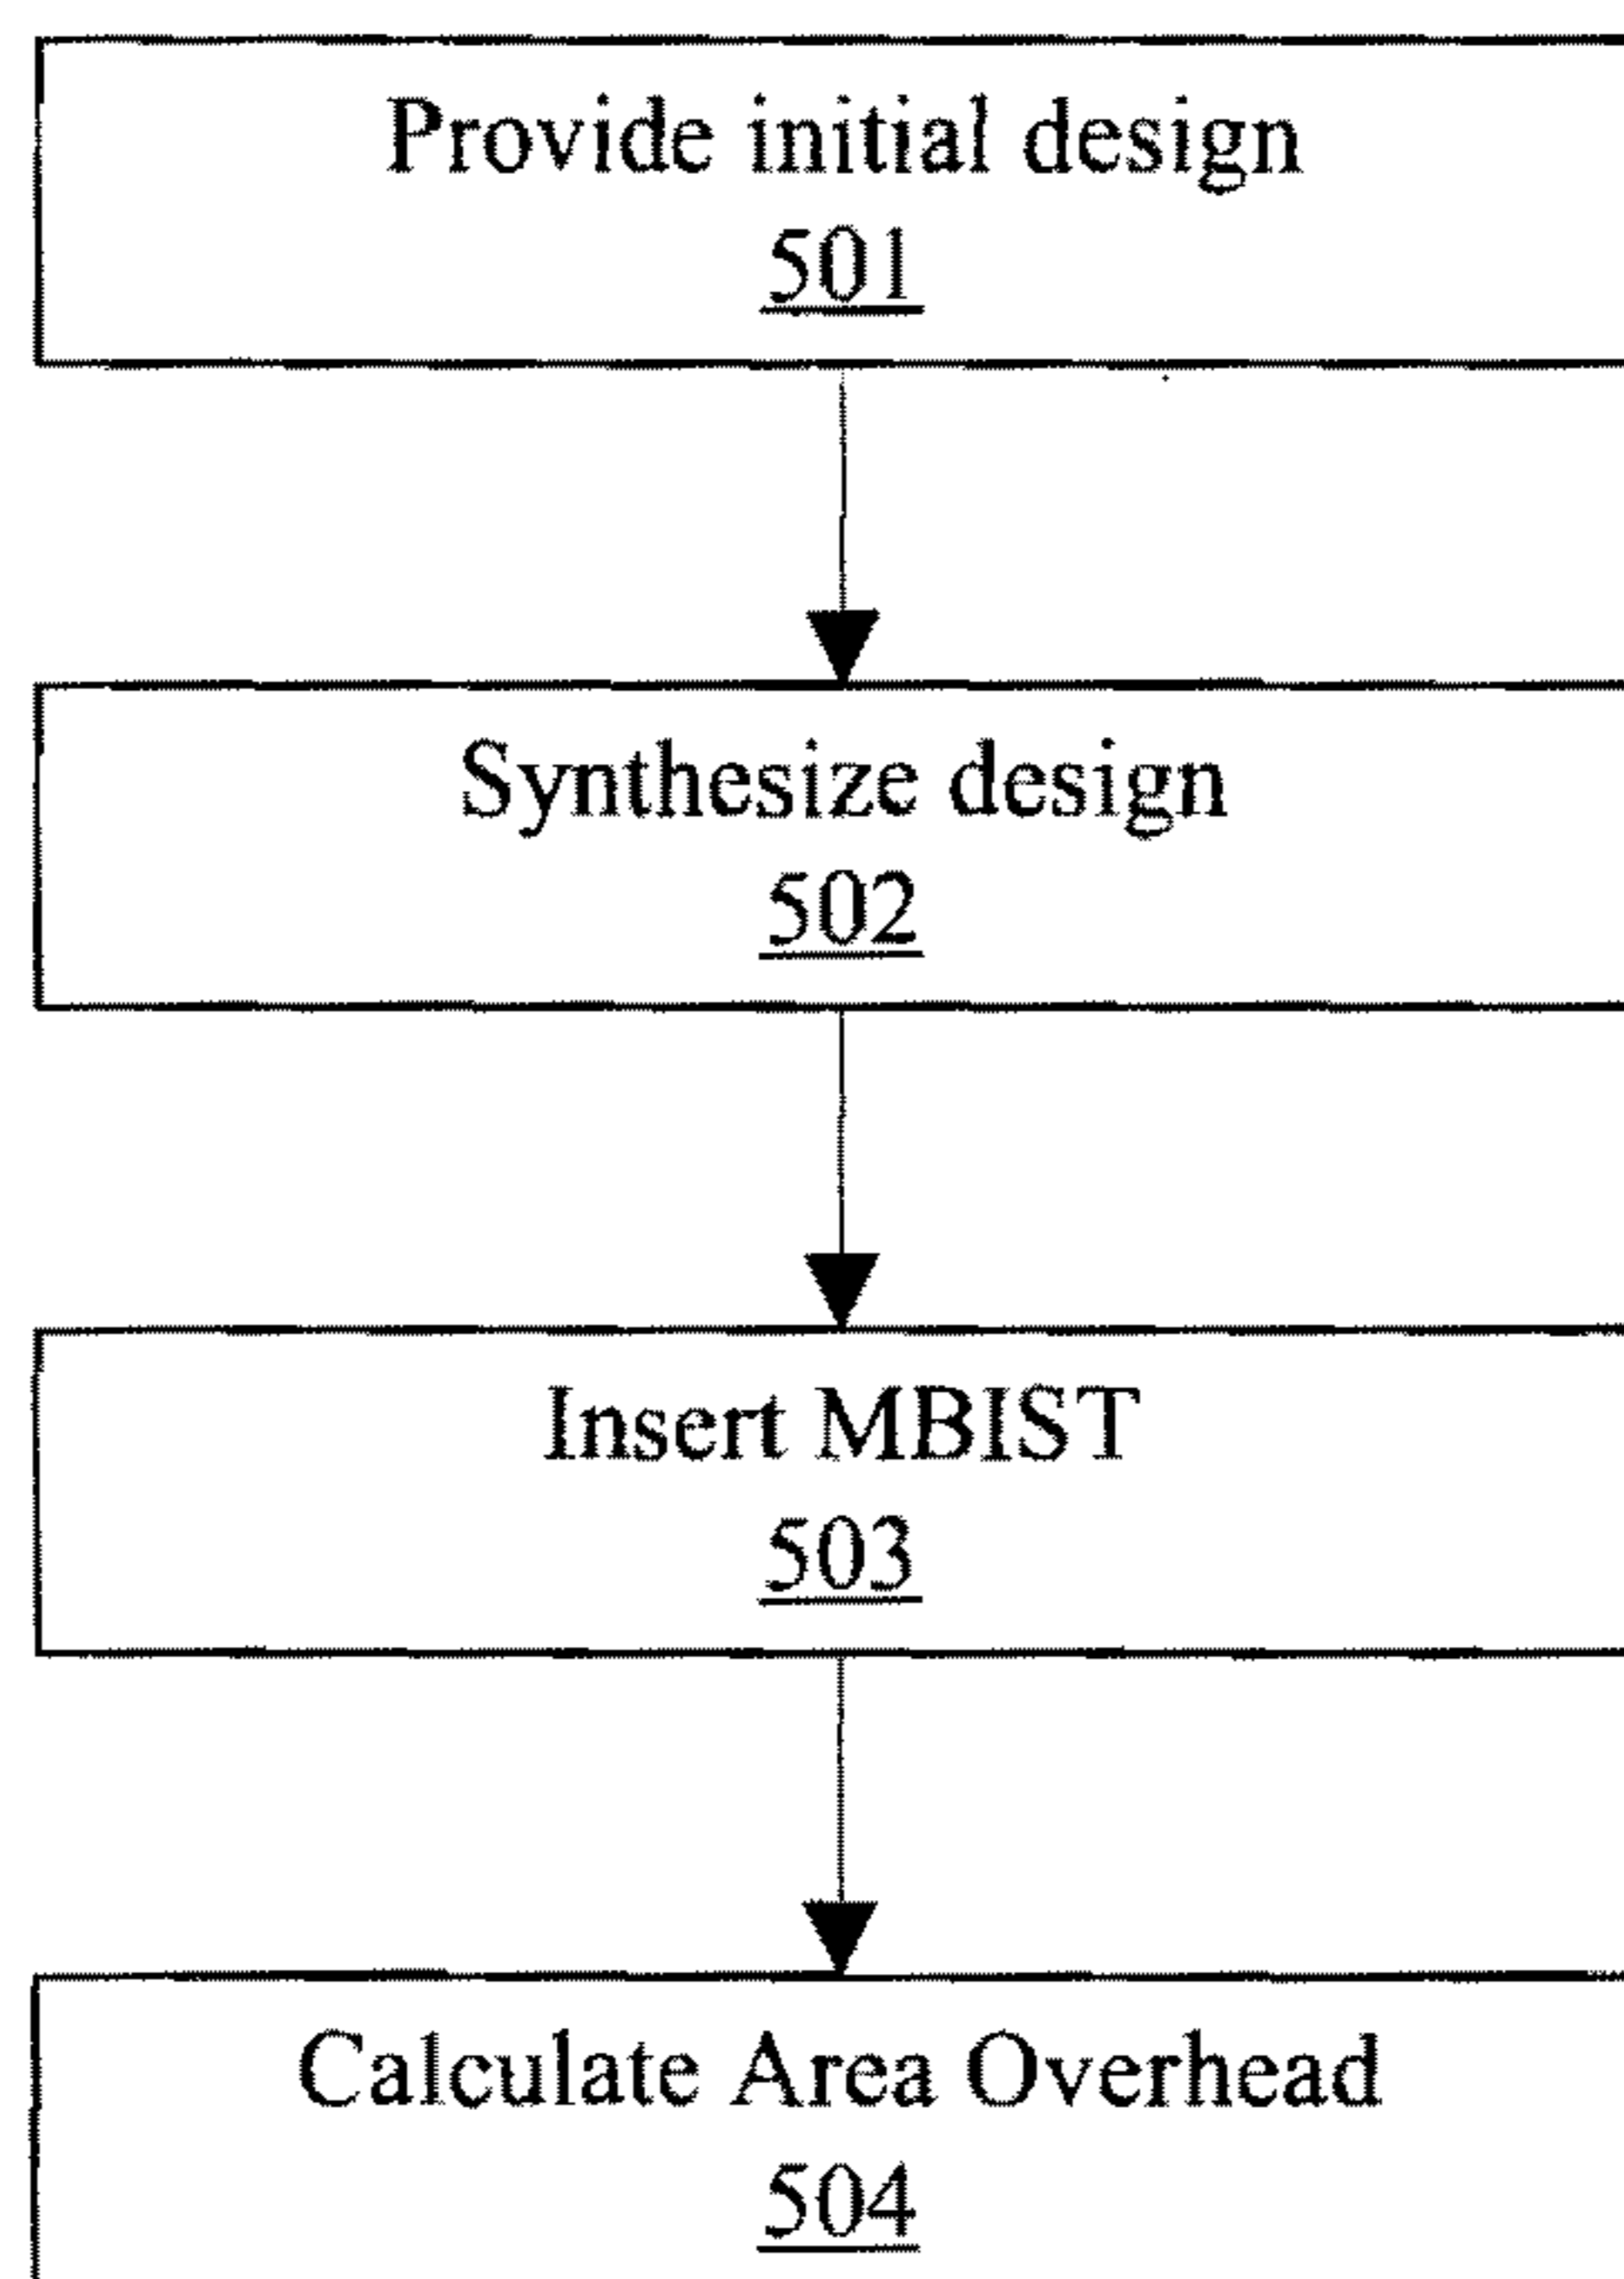 Provide initial design
501
Synthesize design
502
Insert MBIST
503
Calculate Area Overhead
504